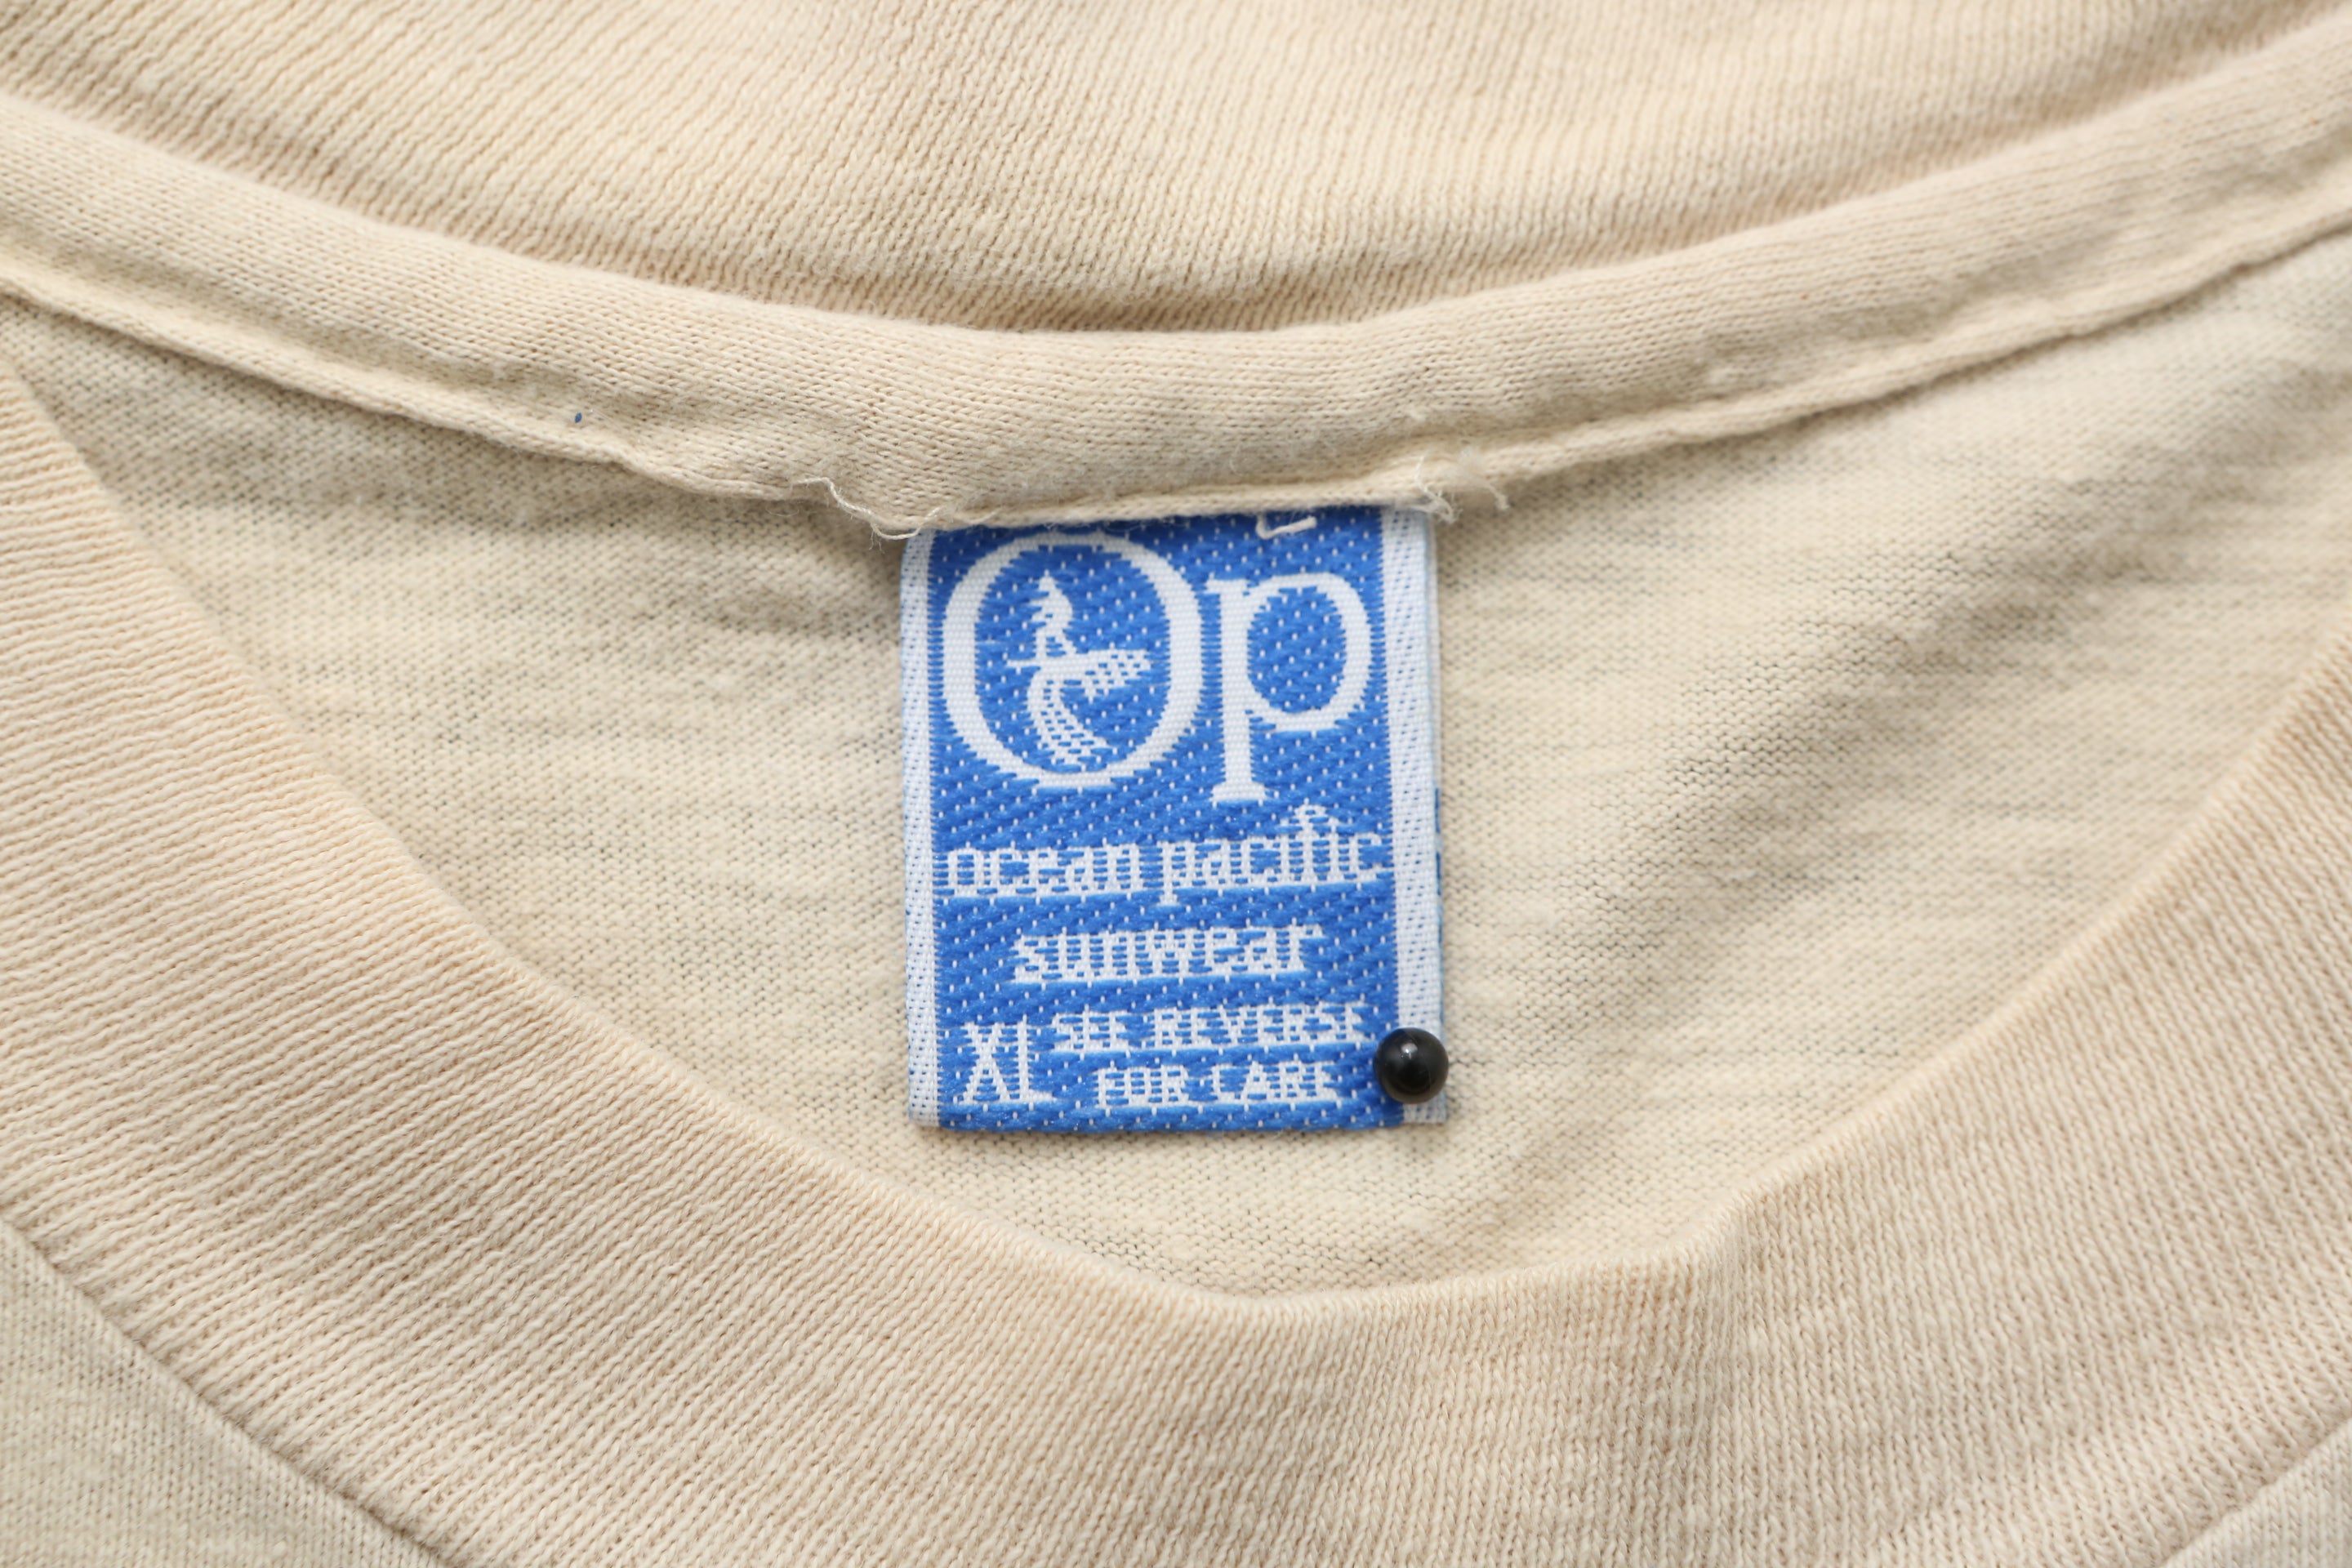 Op
ocean pacific
sunwear
XL SEE REVERSE
FOR CARE